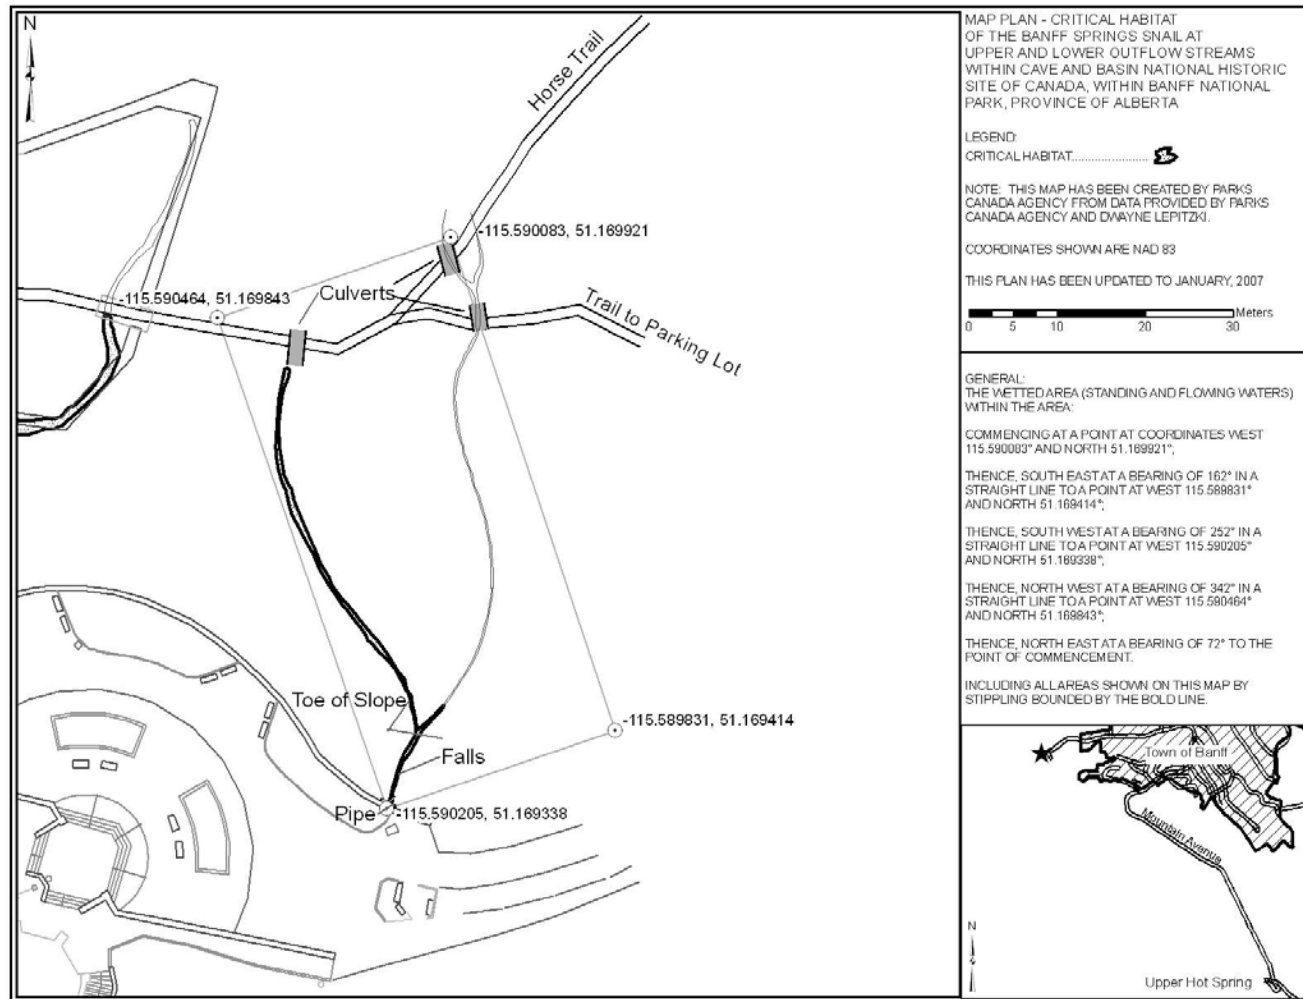 N
Horse Trail
-115.590083, 51.169921
-115.590464, 51.169843
Culverts
Trail to Parking Lot
Toe of Slope
-115.589831, 51.169414
Falls
Pipe
-115.590205, 51.169338
MAP PLAN - CRITICAL HABITAT
OF THE BANFF SPRINGS SNAIL AT
UPPER AND LOWER OUTFLOW STREAMS
WITHIN CAVE AND BASIN NATIONAL HISTORIC
SITE OF CANADA, WITHIN BANFF NATIONAL
PARK, PROVINCE OF ALBERTA
LEGEND:
CRITICAL HABITAT......................
NOTE: THIS MAP HAS BEEN CREATED BY PARKS
CANADA AGENCY FROM DATA PROVIDED BY PARKS
CANADA AGENCY AND DWAYNE LEPITZKI.
COORDINATES SHOWN ARE NAD 83
THIS PLAN HAS BEEN UPDATED TO JANUARY, 2007
Meters
0 5 10 20 30
GENERAL:
THE WETTED AREA (STANDING AND FLOWING WATERS)
WITHIN THE AREA:
COMMENCING AT A POINT AT COORDINATES WEST
115.590083° AND NORTH 51.169921°;
THENCE, SOUTH EAST AT A BEARING OF 162° IN A
STRAIGHT LINE TO A POINT AT WEST 115.589831°
AND NORTH 51.169414°;
THENCE, SOUTH WEST AT A BEARING OF 252° IN A
STRAIGHT LINE TO A POINT AT WEST 115.590205°
AND NORTH 51.169338°;
THENCE, NORTH WEST AT A BEARING OF 342° IN A
STRAIGHT LINE TO A POINT AT WEST 115.590464°
AND NORTH 51.169843°;
THENCE, NORTH EAST AT A BEARING OF 72° TO THE
POINT OF COMMENCEMENT.
INCLUDING ALL AREAS SHOWN ON THIS MAP BY
STIPPLING BOUNDED BY THE BOLD LINE.
Town of Banff
Mountain Avenue
N
Upper Hot Spring